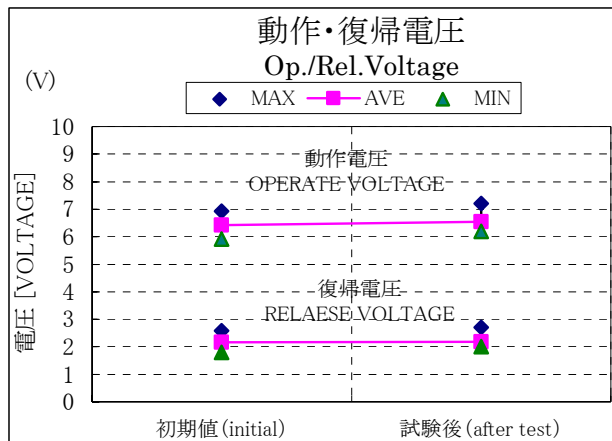 動作・復帰電圧
Op./Rel.Voltage
(V)
MAX AVE MIN
10
9
8
7
6
5
4
3
2
1
0
電圧 [VOLTAGE]
動作電圧
OPERATE VOLTAGE
復帰電圧
RELAESE VOLTAGE
初期値(initial) 試験後(after test)